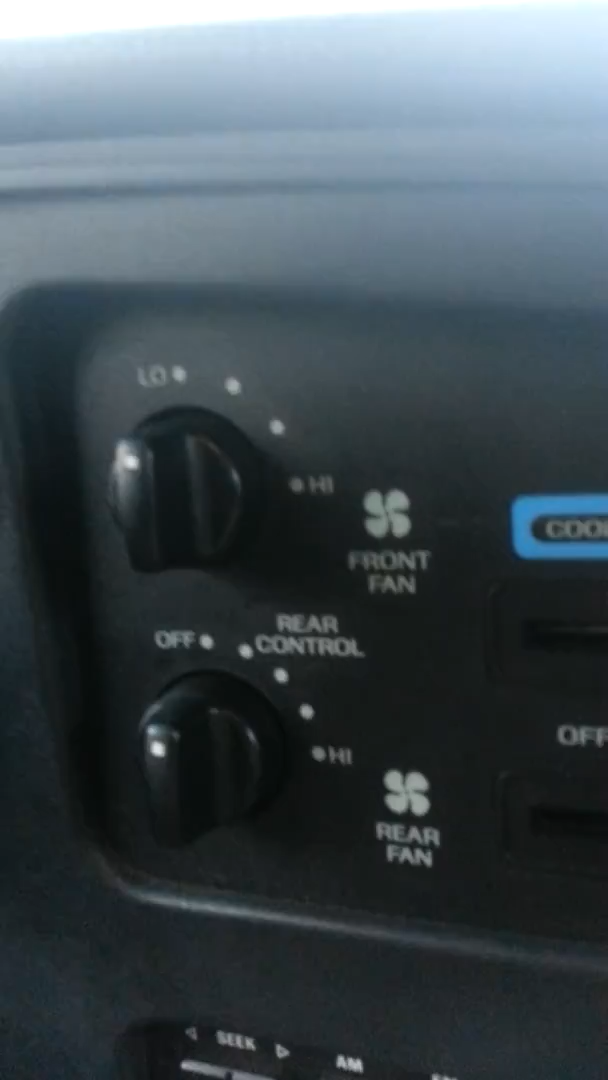 LO
HI
FRONT
FAN
OFF
REAR
CONTROL
HI
REAR
FAN
OFF
SEEK
AM